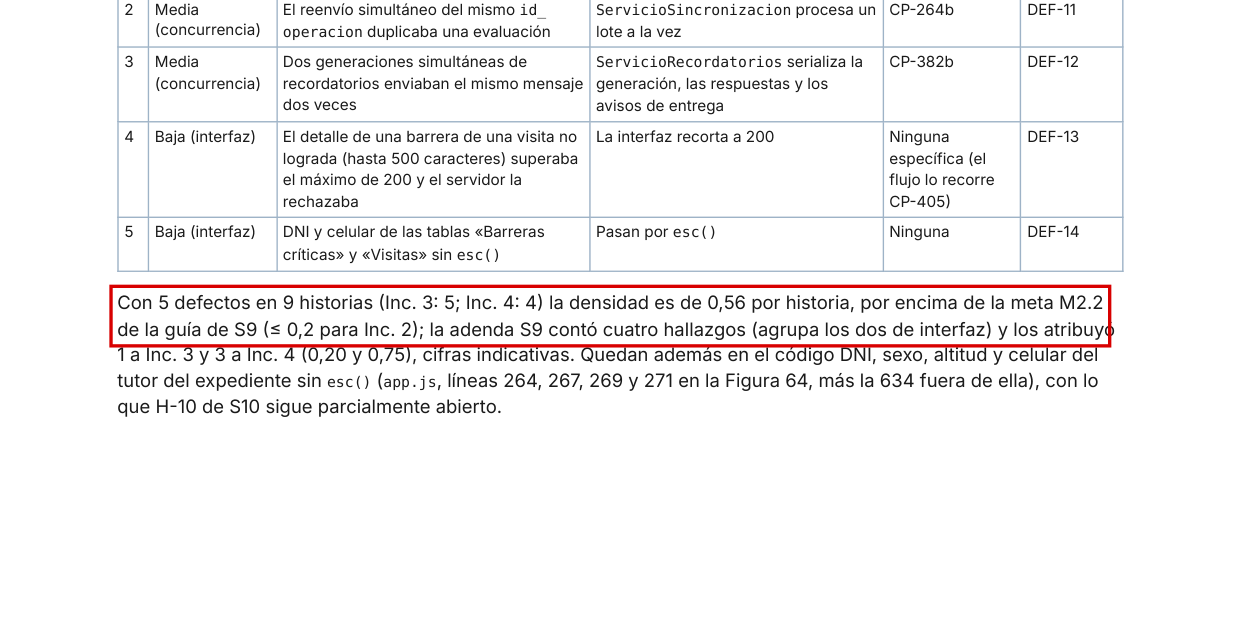 2 Media (concurrencia) El reenvío simultáneo del mismo id_operacion duplicaba una evaluación ServicioSincronizacion procesa un lote a la vez CP-264b DEF-11
3 Media (concurrencia) Dos generaciones simultáneas de recordatorios enviaban el mismo mensaje dos veces ServicioRecordatorios serializa la generación, las respuestas y los avisos de entrega CP-382b DEF-12
4 Baja (interfaz) El detalle de una barrera de una visita no lograda (hasta 500 caracteres) superaba el máximo de 200 y el servidor la rechazaba La interfaz recorta a 200 Ninguna específica (el flujo lo recorre CP-405) DEF-13
5 Baja (interfaz) DNI y celular de las tablas «Barreras críticas» y «Visitas» sin esc() Pasan por esc() Ninguna DEF-14
Con 5 defectos en 9 historias (Inc. 3: 5; Inc. 4: 4) la densidad es de 0,56 por historia, por encima de la meta M2.2
de la guía de S9 (≤ 0,2 para Inc. 2); la adenda S9 contó cuatro hallazgos (agrupa los dos de interfaz) y los atribuyó
1 a Inc. 3 y 3 a Inc. 4 (0,20 y 0,75), cifras indicativas. Quedan además en el código DNI, sexo, altitud y celular del
tutor del expediente sin esc() (app.js, líneas 264, 267, 269 y 271 en la Figura 64, más la 634 fuera de ella), con lo
que H-10 de S10 sigue parcialmente abierto.